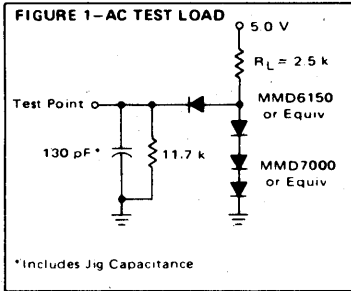 FIGURE 1–AC TEST LOAD
5.0 V
R_L = 2.5 k
Test Point
MMD6150
or Equiv
130 pF*
11.7 k
MMD7000
or Equiv
*Includes Jig Capacitance